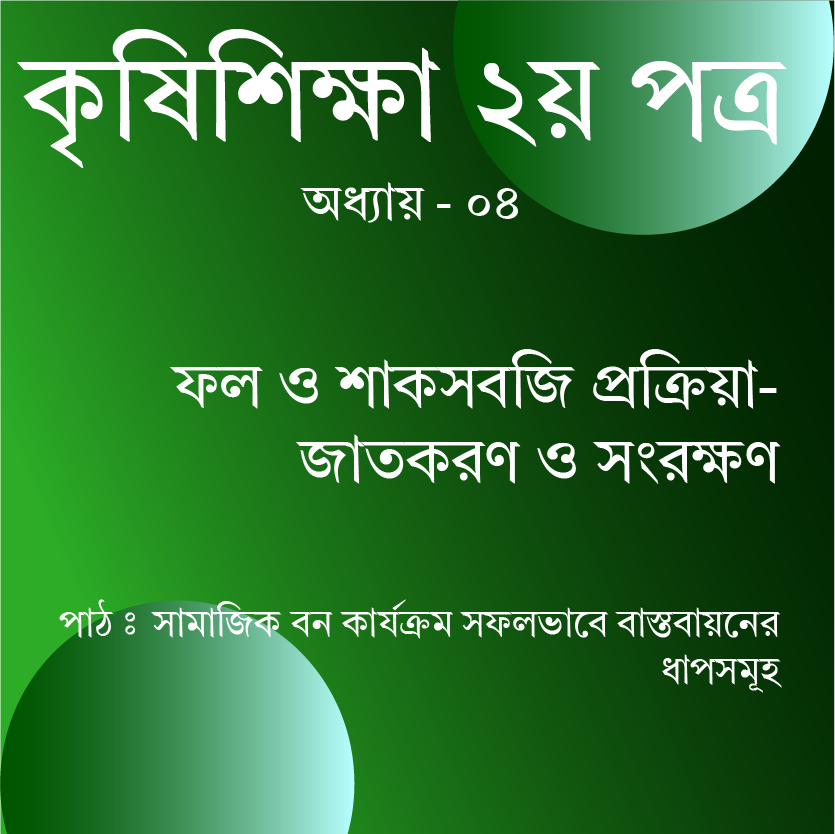 কৃষিশিক্ষা ২য় পত্র
অধ্যায় - ০৪
ফল ও শাকসবজি প্রক্রিয়া-
জাতকরণ ও সংরক্ষণ
পাঠ ঃ সামাজিক বন কার্যক্রম সফলভাবে বাস্তবায়নের
ধাপসমূহ